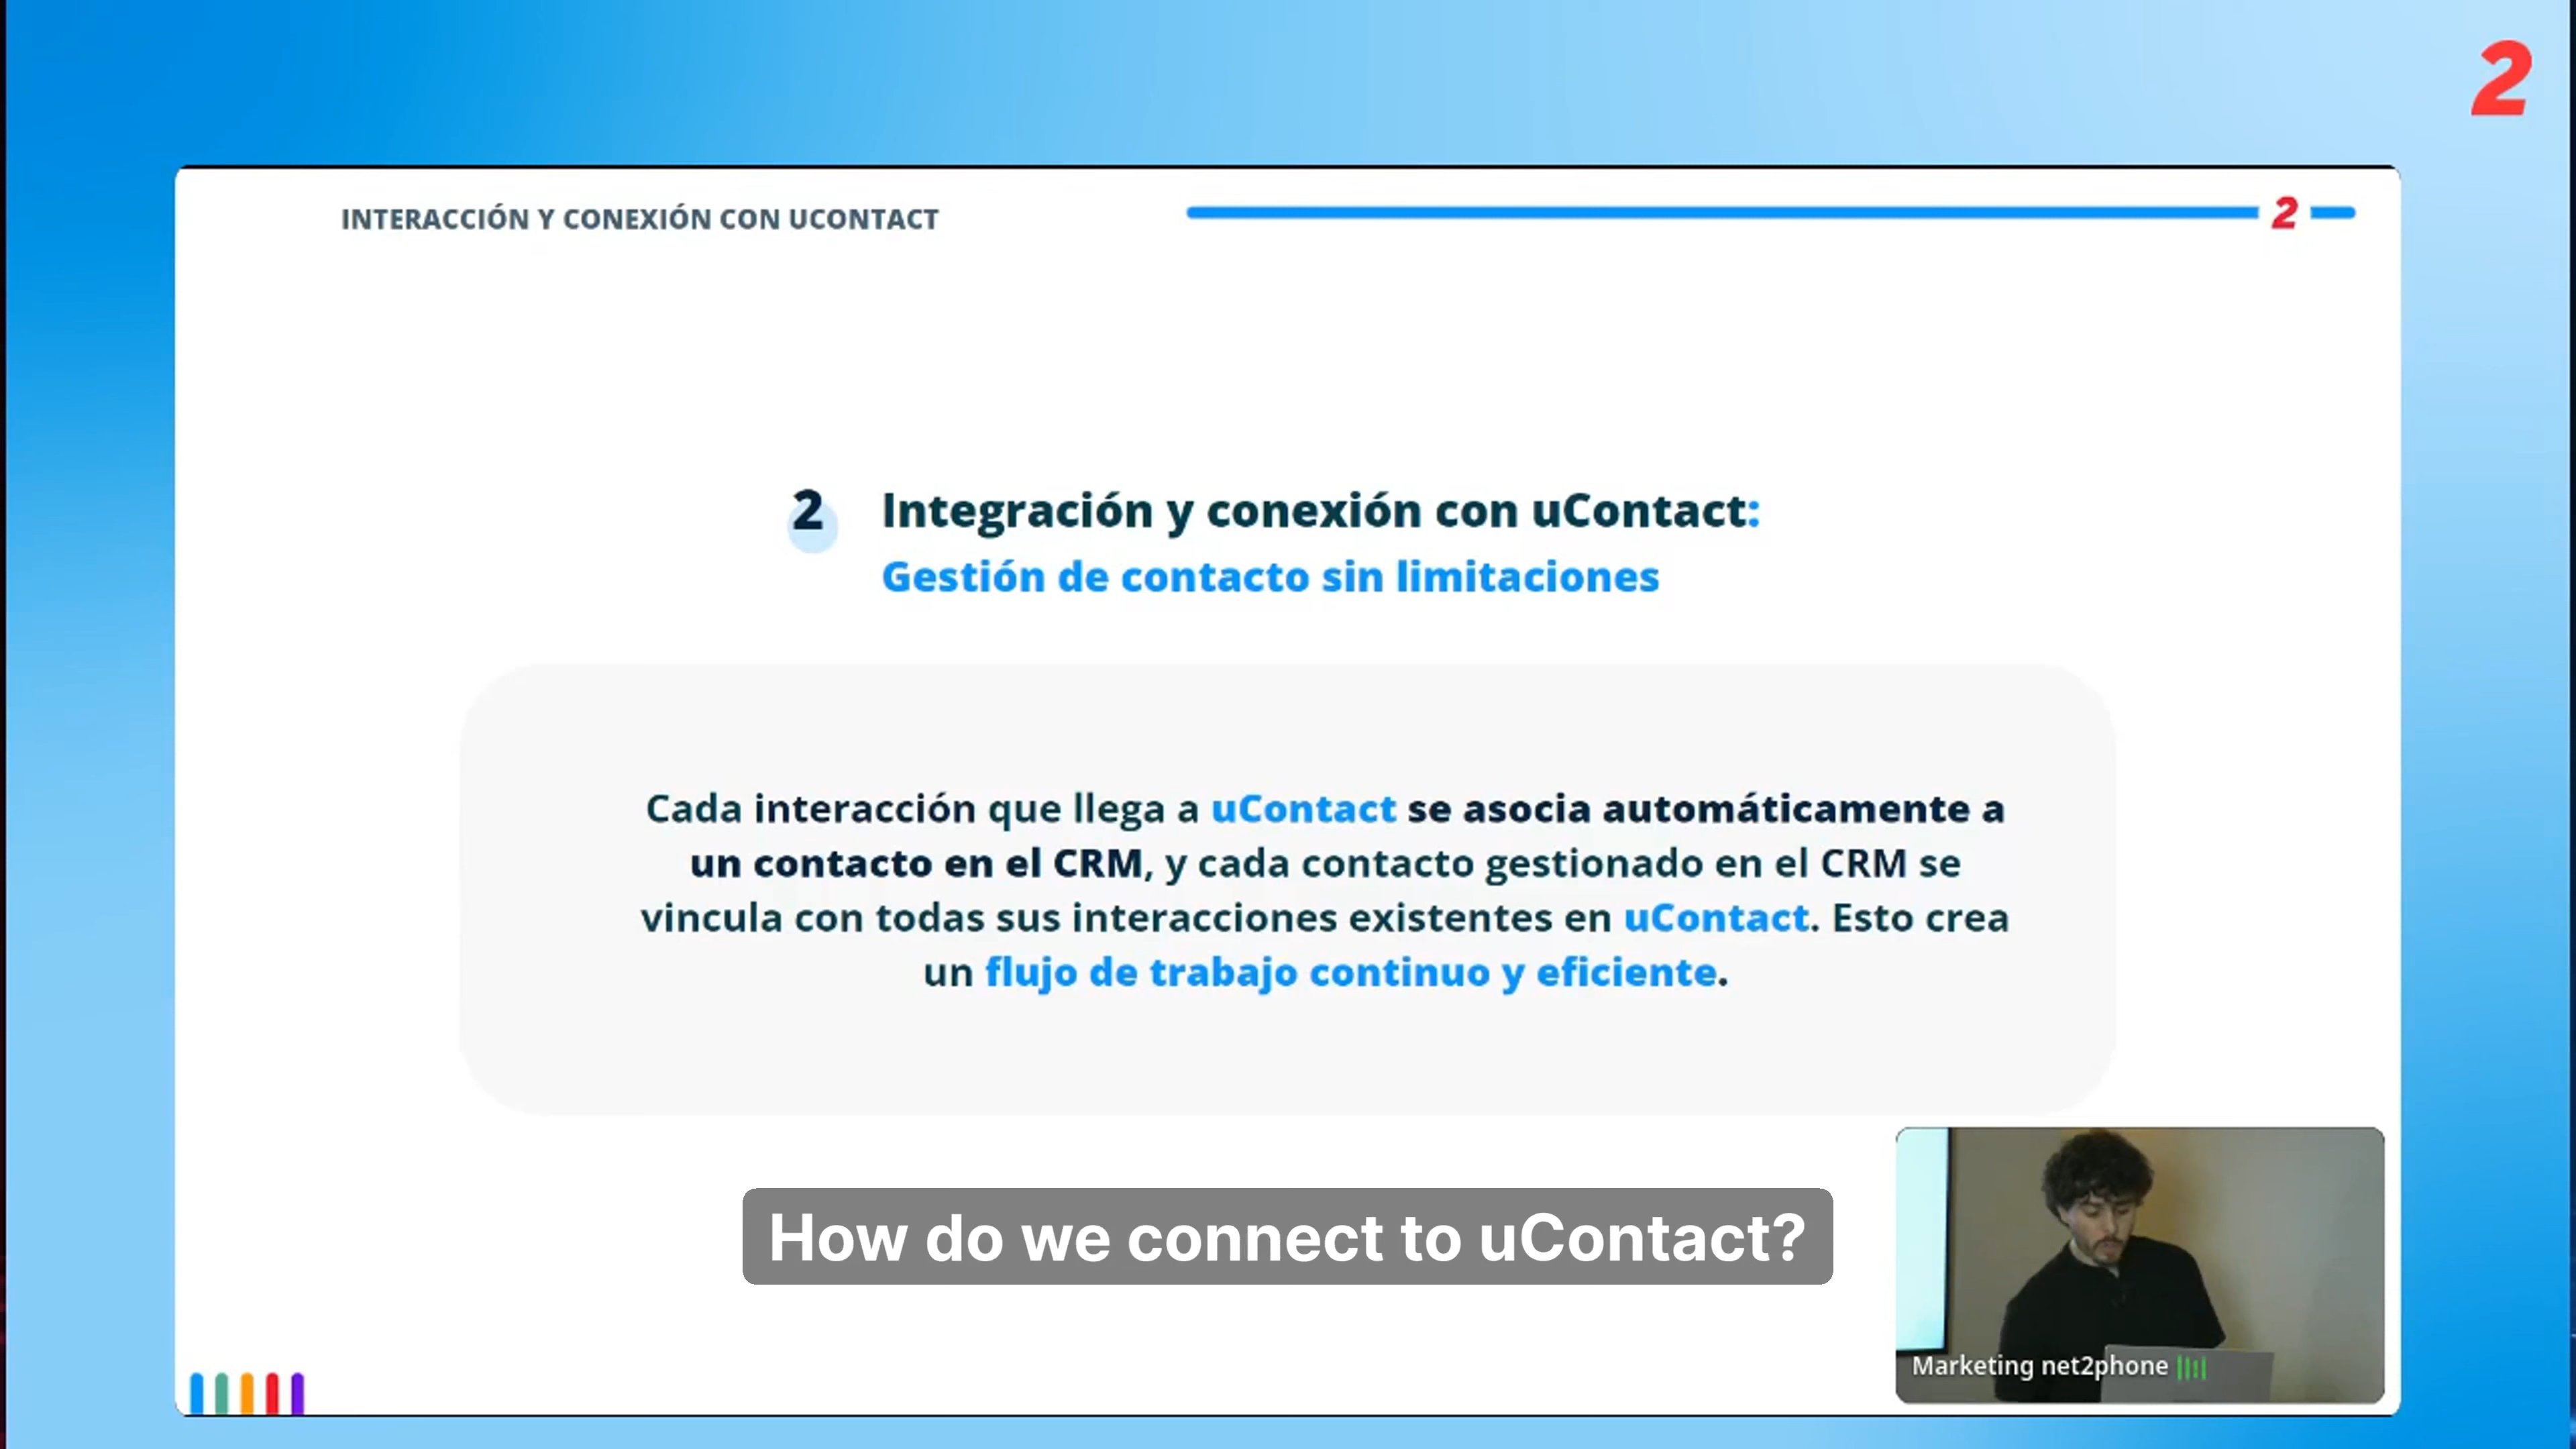 2
INTERACCIÓN Y CONEXIÓN CON UCONTACT
2
2
Integración y conexión con uContact:
Gestión de contacto sin limitaciones
Cada interacción que llega a uContact se asocia automáticamente a
un contacto en el CRM, y cada contacto gestionado en el CRM se
vincula con todas sus interacciones existentes en uContact. Esto crea
un flujo de trabajo continuo y eficiente.
How do we connect to uContact?
Marketing net2phone